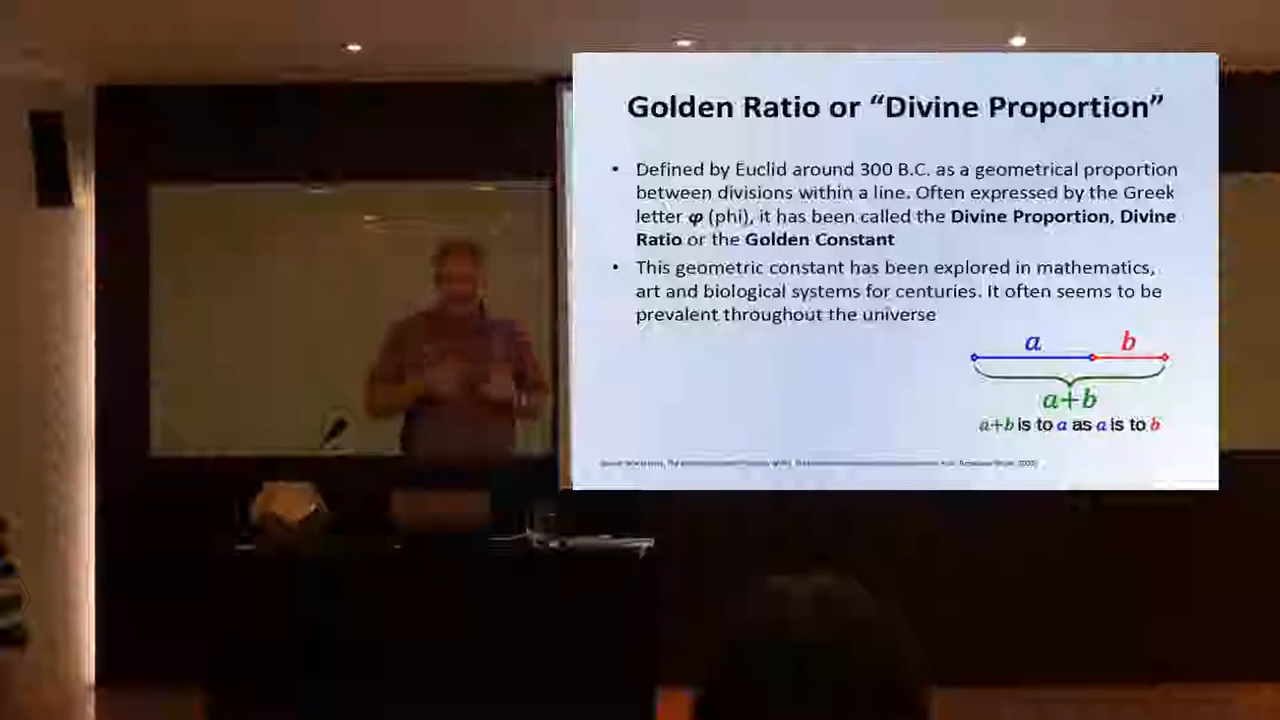 Golden Ratio or “Divine Proportion”
• Defined by Euclid around 300 B.C. as a geometrical proportion
between divisions within a line. Often expressed by the Greek
letter φ (phi), it has been called the Divine Proportion, Divine
Ratio or the Golden Constant
• This geometric constant has been explored in mathematics,
art and biological systems for centuries. It often seems to be
prevalent throughout the universe
a b
a+b
a+b is to a as a is to b